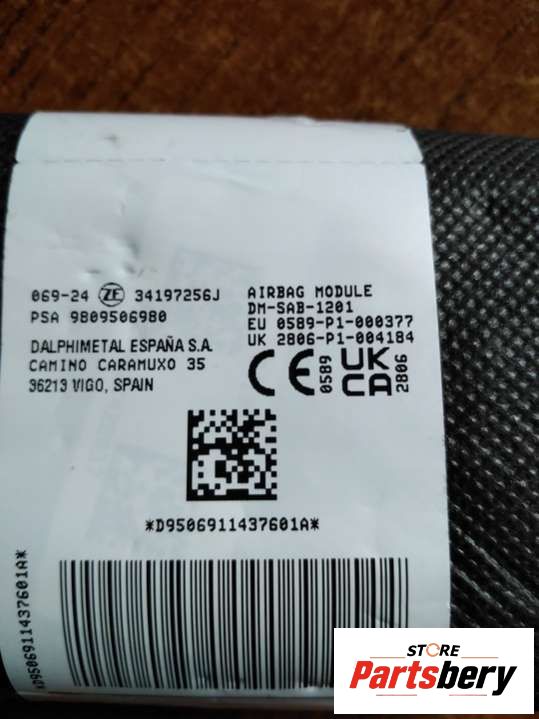 069-24 ZF 34197256J
PSA 9809506980
DALPHIMETAL ESPAÑA S.A.
CAMINO CARAMUXO 35
36213 VIGO, SPAIN
AIRBAG MODULE
DM-SAB-1201
EU 0589-P1-000377
UK 2806-P1-004184
CE 0589 UK CA 2806
*D9506911437601A*
*D9506911437601A*
STORE
Partsbery